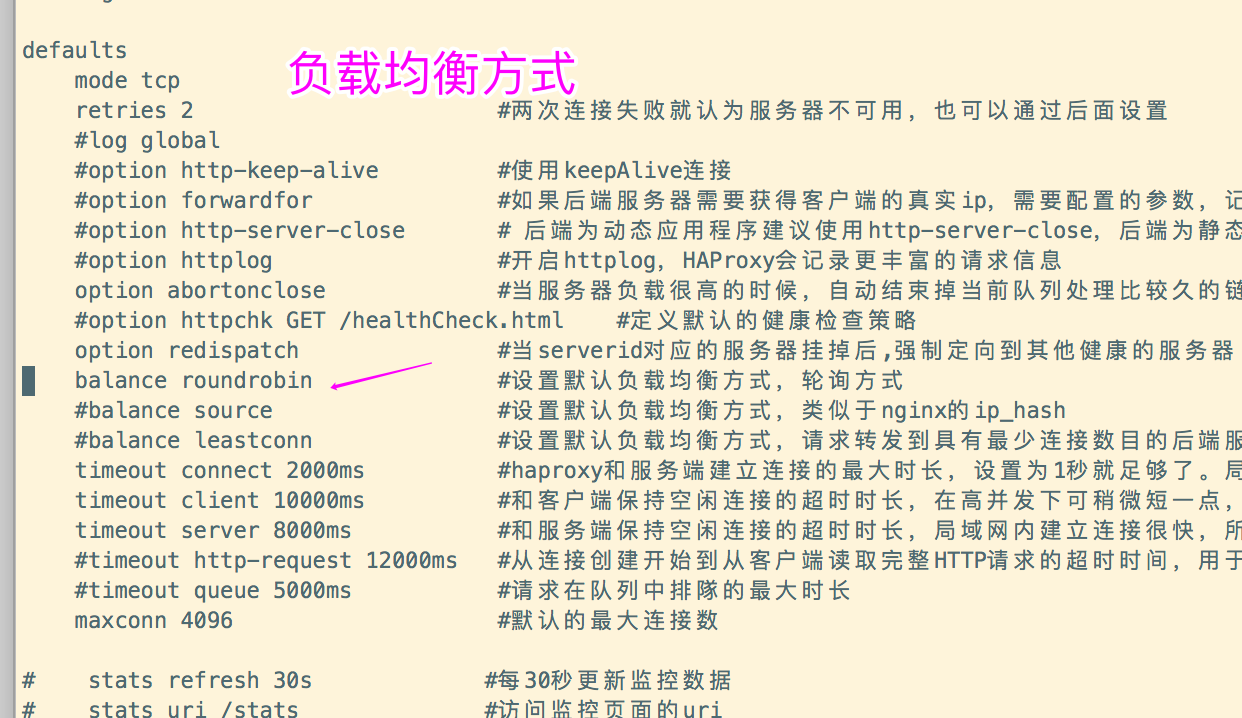 defaults
负载均衡方式
mode tcp
retries 2 #两次连接失败就认为服务器不可用，也可以通过后面设置
#log global
#option http-keep-alive #使用keepAlive连接
#option forwardfor #如果后端服务器需要获得客户端的真实ip，需要配置的参数，记
#option http-server-close # 后端为动态应用程序建议使用http-server-close，后端为静态
#option httplog #开启httplog，HAProxy会记录更丰富的请求信息
option abortonclose #当服务器负载很高的时候，自动结束掉当前队列处理比较久的链
#option httpchk GET /healthCheck.html #定义默认的健康检查策略
option redispatch #当serverid对应的服务器挂掉后,强制定向到其他健康的服务器
balance roundrobin #设置默认负载均衡方式，轮询方式
#balance source #设置默认负载均衡方式，类似于nginx的ip_hash
#balance leastconn #设置默认负载均衡方式，请求转发到具有最少连接数目的后端服
timeout connect 2000ms #haproxy和服务端建立连接的最大时长，设置为1秒就足够了。局
timeout client 10000ms #和客户端保持空闲连接的超时时长，在高并发下可稍微短一点，
timeout server 8000ms #和服务端保持空闲连接的超时时长，局域网内建立连接很快，所
#timeout http-request 12000ms #从连接创建开始到从客户端读取完整HTTP请求的超时时间，用于
#timeout queue 5000ms #请求在队列中排隊的最大时长
maxconn 4096 #默认的最大连接数
# stats refresh 30s #每30秒更新监控数据
# stats uri /stats #访问监控页面的uri